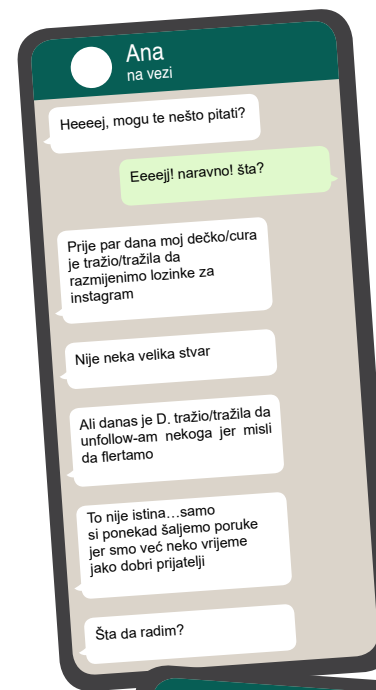 Ana
na vezi
Heeeej, mogu te nešto pitati?
Eeeejj! naravno! šta?
Prije par dana moj dečko/cura
je tražio/tražila da
razmijenimo lozinke za
instagram
Nije neka velika stvar
Ali danas je D. tražio/tražila da
unfollow-am nekoga jer misli
da flertamo
To nije istina...samo
si ponekad šaljemo poruke
jer smo već neko vrijeme
jako dobri prijatelji
Šta da radim?